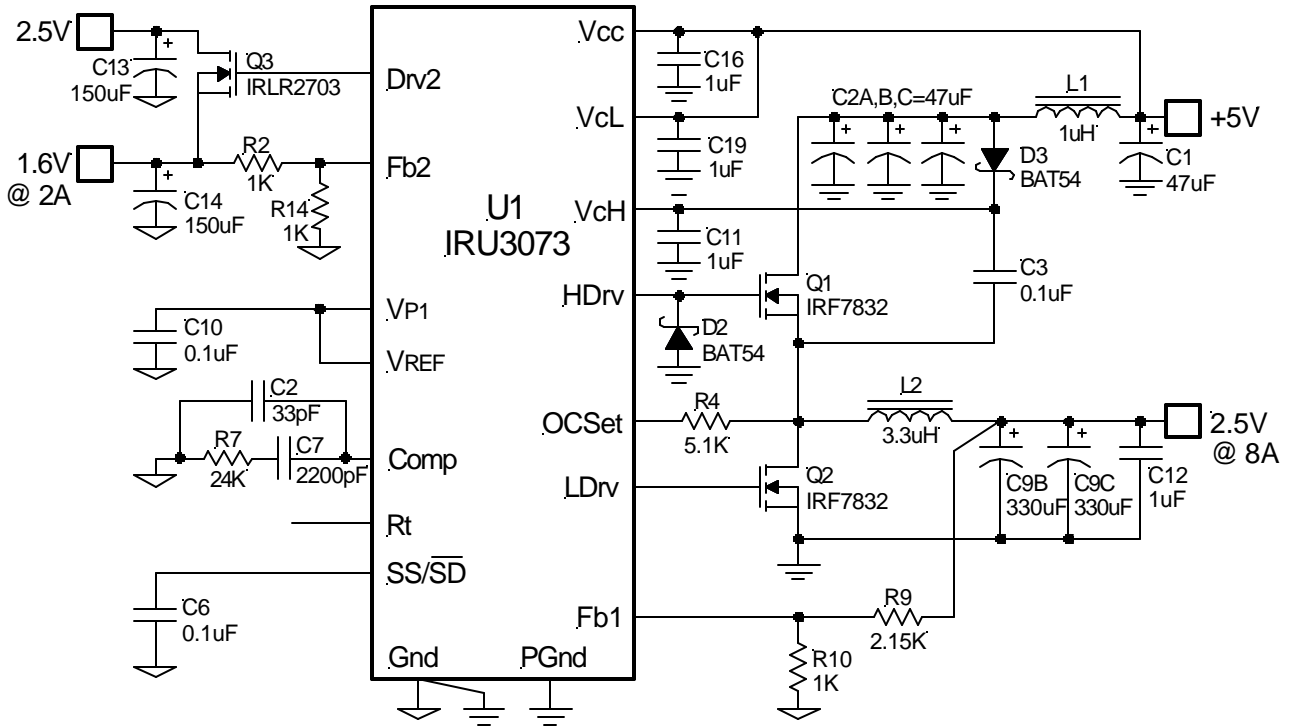 2.5V
C13
150uF
Q3
IRLR2703
Drv2
1.6V
@ 2A
C14
150uF
R2
1K
R14
1K
Fb2
U1
IRU3073
VP1
VREF
C10
0.1uF
C2
33pF
R7
24K
C7
2200pF
Comp
Rt
SS/SD
C6
0.1uF
Gnd
PGnd
Vcc
C16
1uF
VcL
C19
1uF
VcH
C11
1uF
C2A,B,C=47uF
L1
1uH
+5V
C1
47uF
D3
BAT54
C3
0.1uF
HDrv
D2
BAT54
Q1
IRF7832
OCSet
R4
5.1K
L2
3.3uH
2.5V
@ 8A
LDrv
Q2
IRF7832
C9B
330uF
C9C
330uF
C12
1uF
Fb1
R9
2.15K
R10
1K